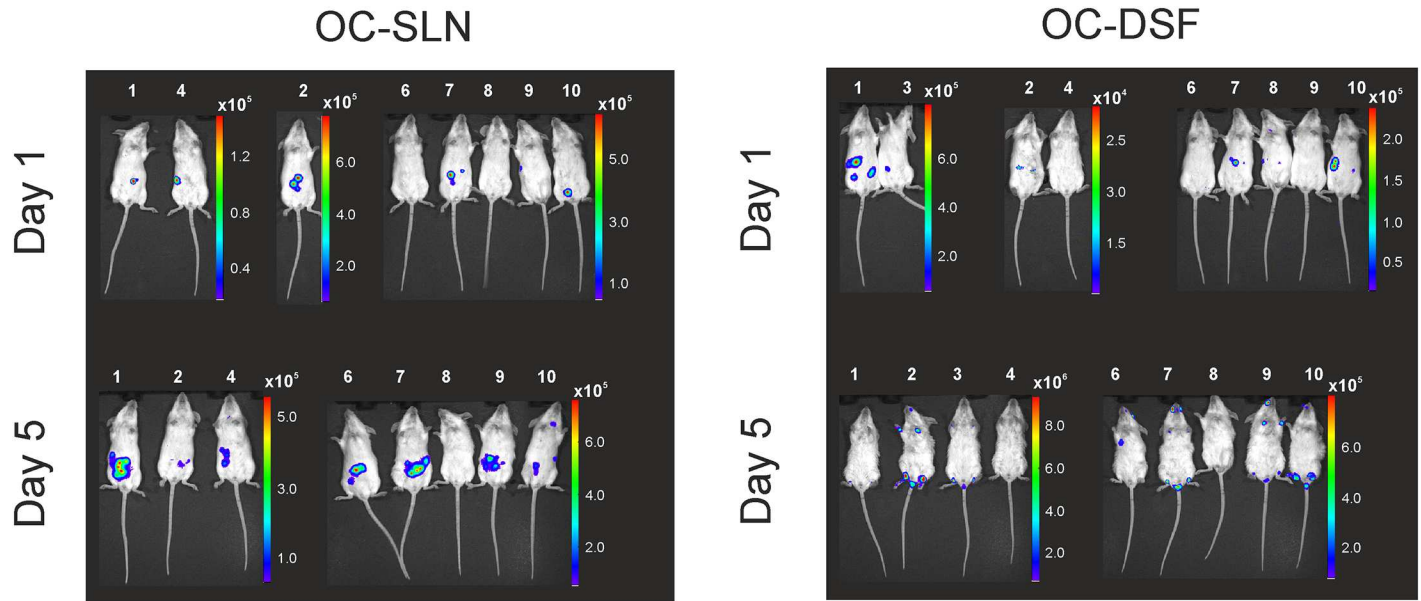 OC-SLN
OC-DSF
Day 1
1 4 x10⁵ 1.2 0.8 0.4
2 x10⁵ 6.0 4.0 2.0
6 7 8 9 10 x10⁵ 5.0 3.0 1.0
Day 1
1 3 x10⁵ 6.0 4.0 2.0
2 4 x10⁴ 2.5 3.0 1.5
6 7 8 9 10 x10⁵ 2.0 1.5 1.0 0.5
Day 5
1 2 4 x10⁵ 5.0 3.0 1.0
6 7 8 9 10 x10⁵ 6.0 4.0 2.0
Day 5
1 2 3 4 x10⁶ 8.0 6.0 4.0 2.0
6 7 8 9 10 x10⁵ 6.0 4.0 2.0